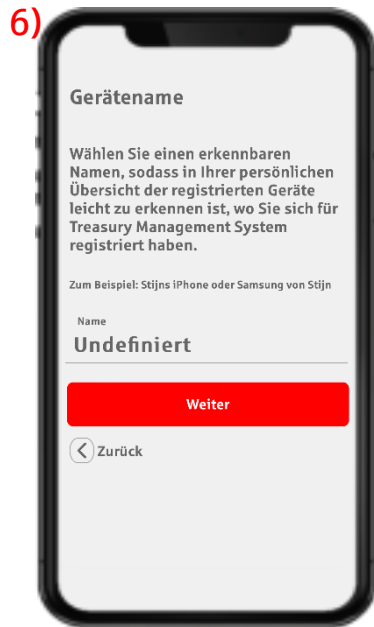 6)
Gerätename
Wählen Sie einen erkennbaren
Namen, sodass in Ihrer persönlichen
Übersicht der registrierten Geräte
leicht zu erkennen ist, wo Sie sich für
Treasury Management System
registriert haben.
Zum Beispiel: Stijns iPhone oder Samsung von Stijn
Name
Undefiniert
Weiter
Zurück